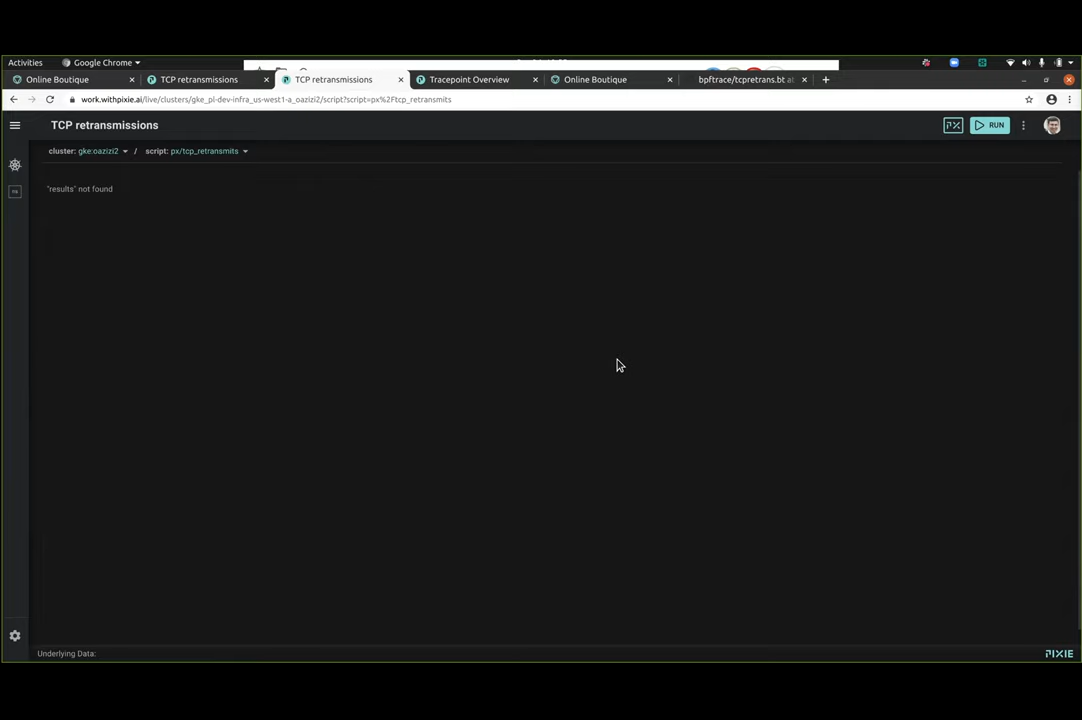 Activities
Google Chrome
Online Boutique
TCP retransmissions
TCP retransmissions
Tracepoint Overview
Online Boutique
bpftrace/tcpretrans.bt at
work.withpixie.ai/live/clusters/gke_pl-dev-infra_us-west1-a_oazizi2/script?script=px%2Ftcp_retransmits
TCP retransmissions
RUN
cluster: gke:oazizi2 / script: px/tcp_retransmits
"results" not found
Underlying Data:
PIXIE